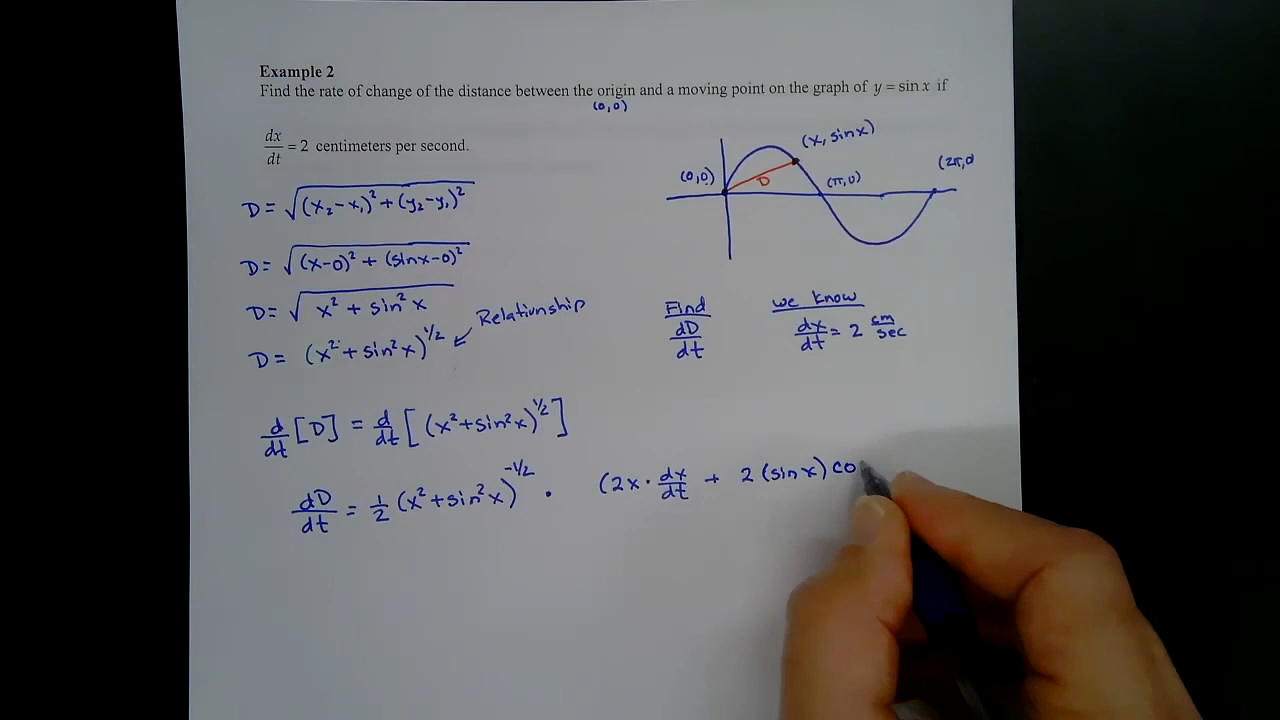 Example 2
Find the rate of change of the distance between the origin and a moving point on the graph of y = sin x if
(0,0)
dx/dt = 2 centimeters per second.
(x, sinx)
(0,0)
D
(π,0)
(2π,0
D = √((x₂-x₁)² + (y₂-y₁)²)
D = √((x-0)² + (sinx-0)²)
D = √(x² + sin²x)
Relationship
D = (x² + sin²x)^1/2
Find
dD/dt
we know
dx/dt = 2 cm/sec
d/dt [D] = d/dt [(x²+sin²x)^1/2]
dD/dt = 1/2 (x²+sin²x)^-1/2 · (2x · dx/dt + 2(sinx) co